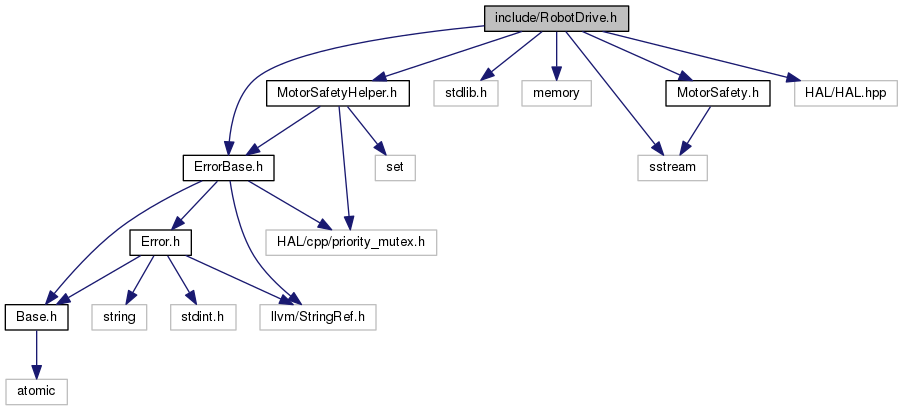 include/RobotDrive.h
MotorSafetyHelper.h
stdlib.h
memory
MotorSafety.h
HAL/HAL.hpp
ErrorBase.h
set
sstream
Error.h
HAL/cpp/priority_mutex.h
Base.h
string
stdint.h
llvm/StringRef.h
atomic